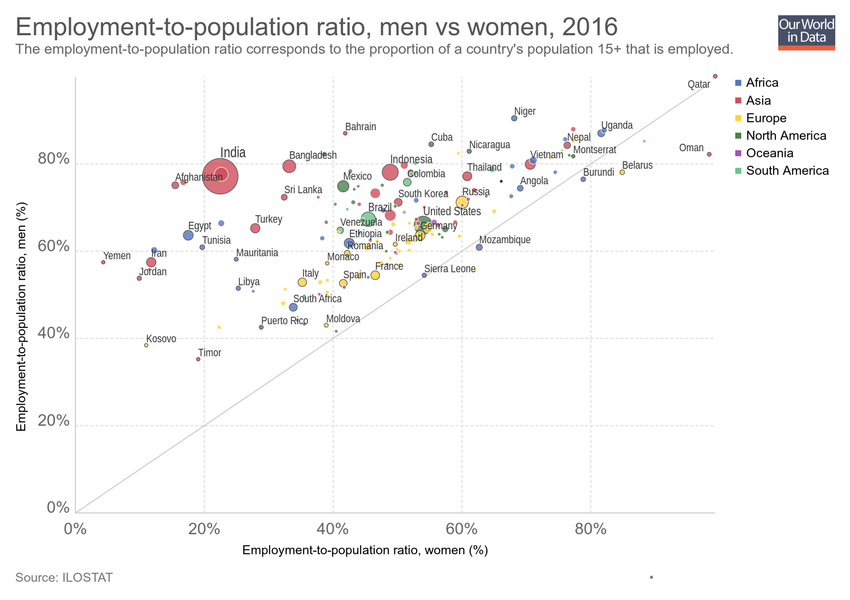 Employment-to-population ratio, men vs women, 2016
The employment-to-population ratio corresponds to the proportion of a country's population 15+ that is employed.
Our World
in Data
Africa
Asia
Europe
North America
Oceania
South America
Employment-to-population ratio, men (%)
80%
60%
40%
20%
0%
Qatar
Niger
Uganda
Bahrain
Cuba
Nicaragua
Nepal
Oman
India
Bangladesh
Indonesia
Vietnam
Montserrat
Afghanistan
Mexico
Colombia
Thailand
Angola
Burundi
Belarus
Sri Lanka
South Korea
Russia
Turkey
Brazil
United States
Egypt
Venezuela
Germany
Tunisia
Ethiopia
Ireland
Mozambique
Yemen
Iran
Mauritania
Romania
Monaco
Jordan
Libya
Italy
Spain
France
Sierra Leone
South Africa
Puerto Rico
Moldova
Kosovo
Timor
0%
20%
40%
60%
80%
Employment-to-population ratio, women (%)
Source: ILOSTAT